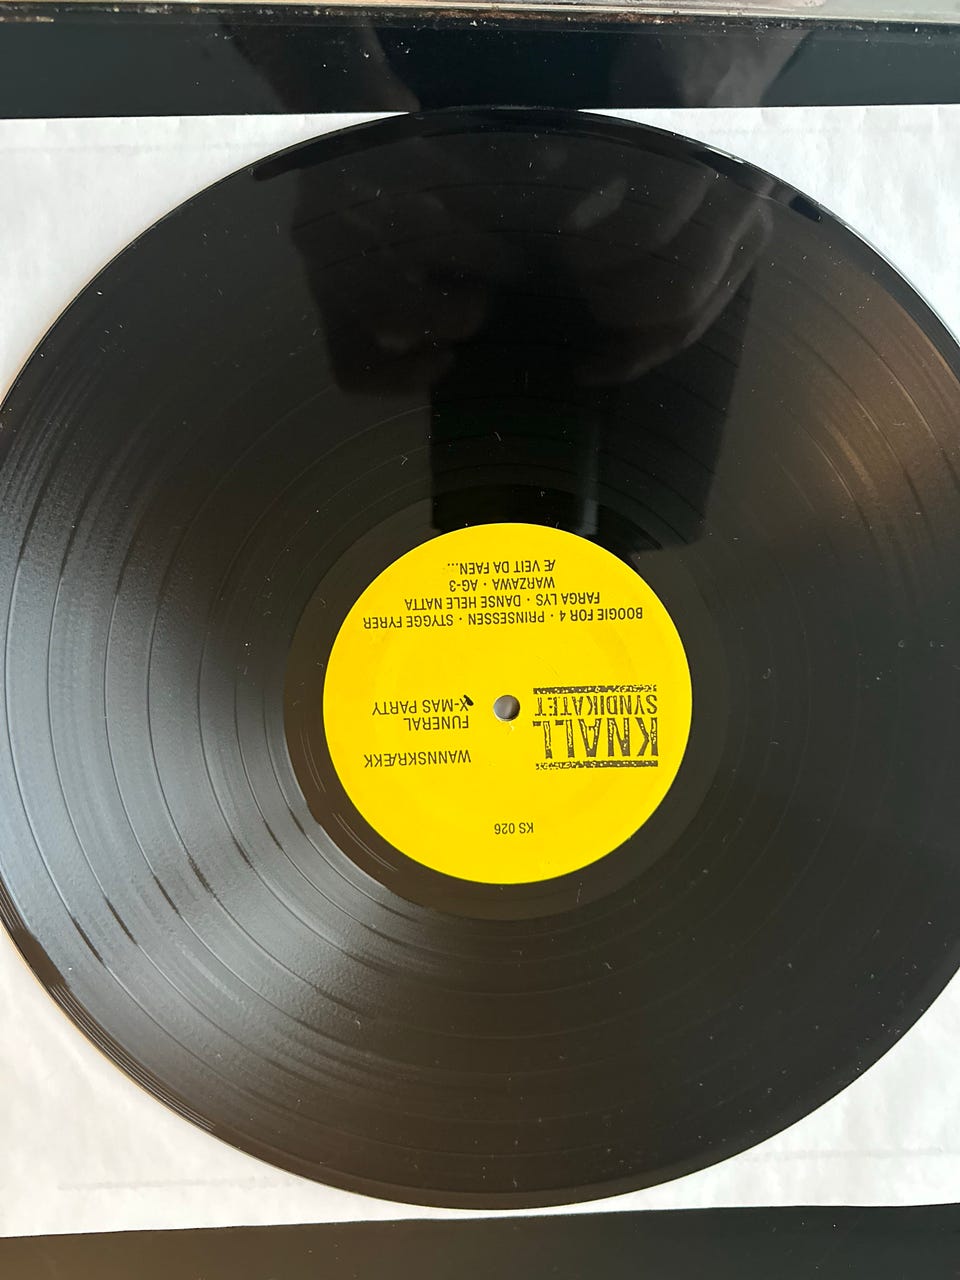 KS 026
KNALL
SYNDIKATET
WANNSKRÆKK
FUNERAL
X-MAS PARTY
BOOGIE FOR 4 · PRINSESSEN · STYGGE FYRER
FARGA LYS · DANSE HELE NATTA
WARZAWA · AG-3
Æ VEIT DA FAEN...